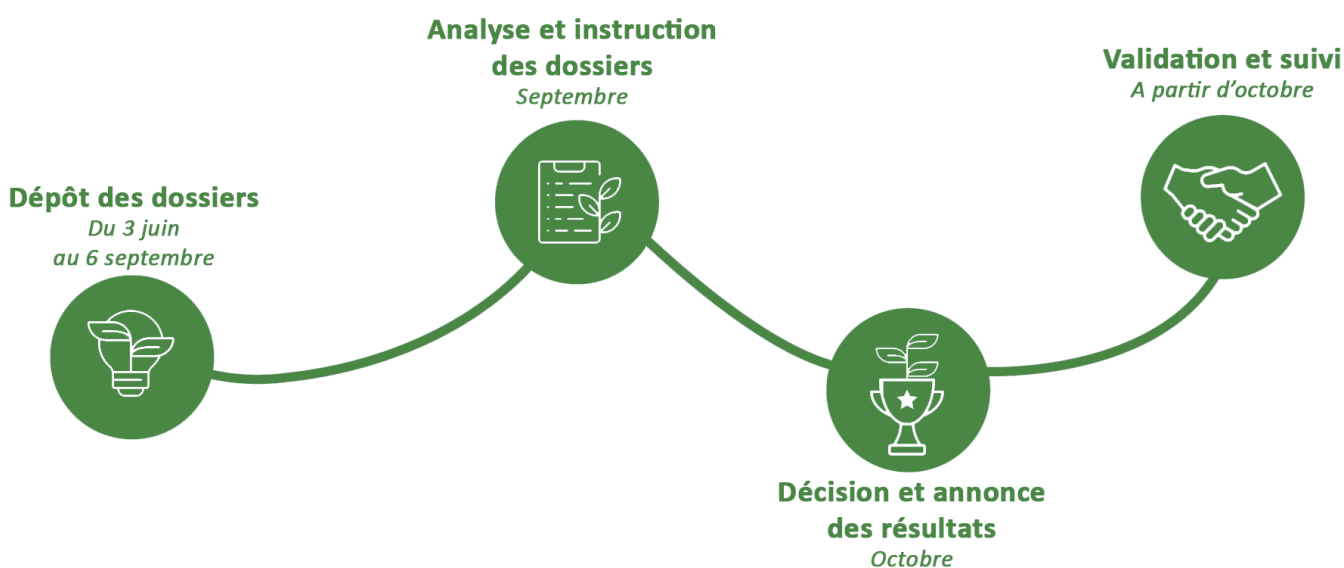 Dépôt des dossiers
Du 3 juin
au 6 septembre
Analyse et instruction
des dossiers
Septembre
Décision et annonce
des résultats
Octobre
Validation et suivi
A partir d’octobre